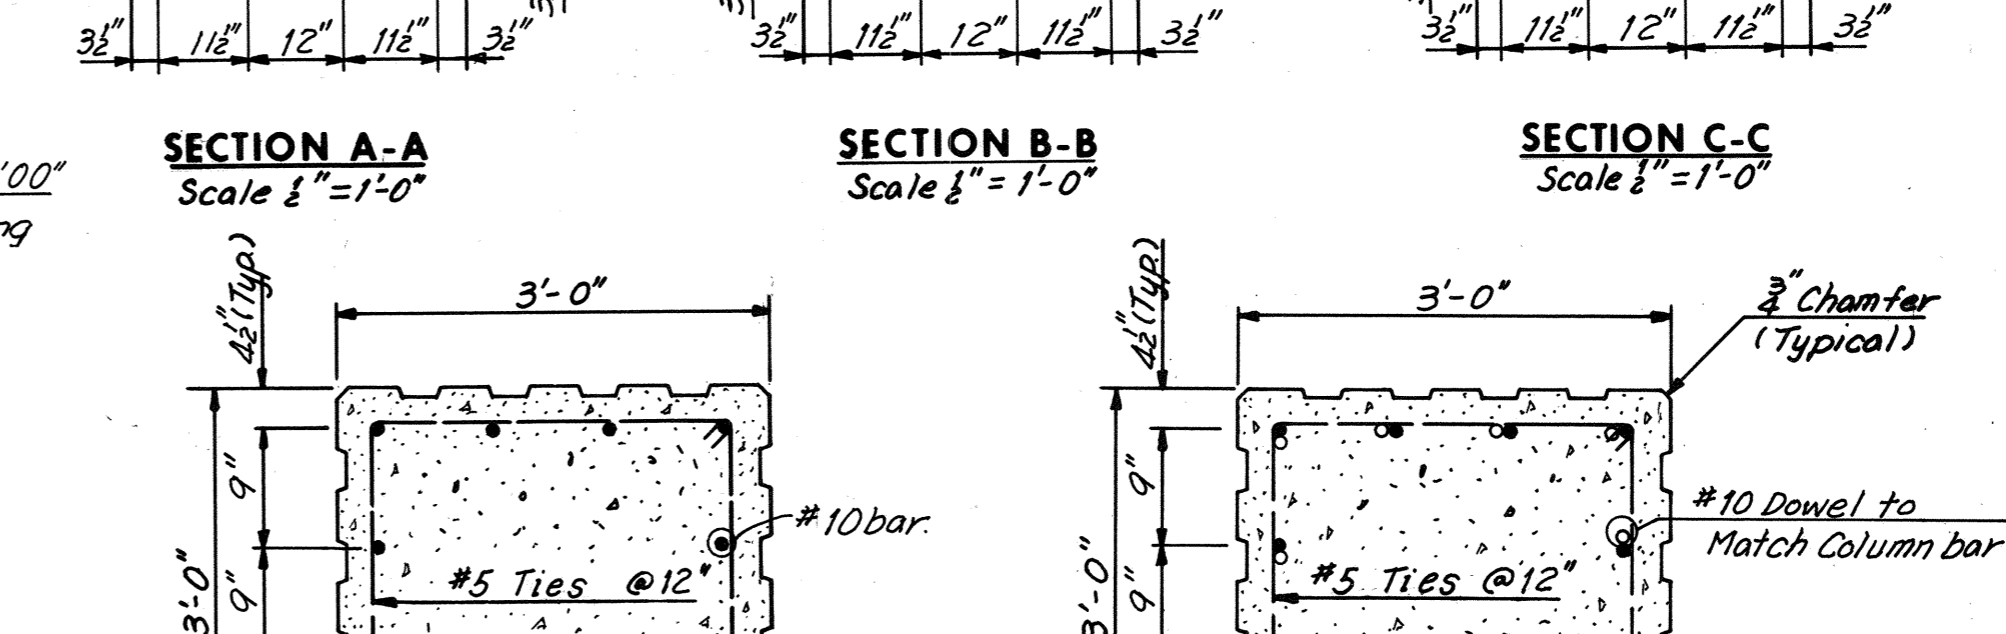 3½" 11½" 12" 11½" 3½"
3½" 11½" 12" 11½" 3½"
3½" 11½" 12" 11½" 3½"
SECTION A-A
Scale ½"=1'-0"
SECTION B-B
Scale ½"=1'-0"
SECTION C-C
Scale ½"=1'-0"
'00"
4½"(Typ.)
3'-0"
9"
#10 bar.
3'-0"
9"
#5 Ties @12"
4½"(Typ.)
3'-0"
¾" Chamfer
(Typical)
9"
#10 Dowel to
Match Column bar
3'-0"
9"
#5 Ties @12"